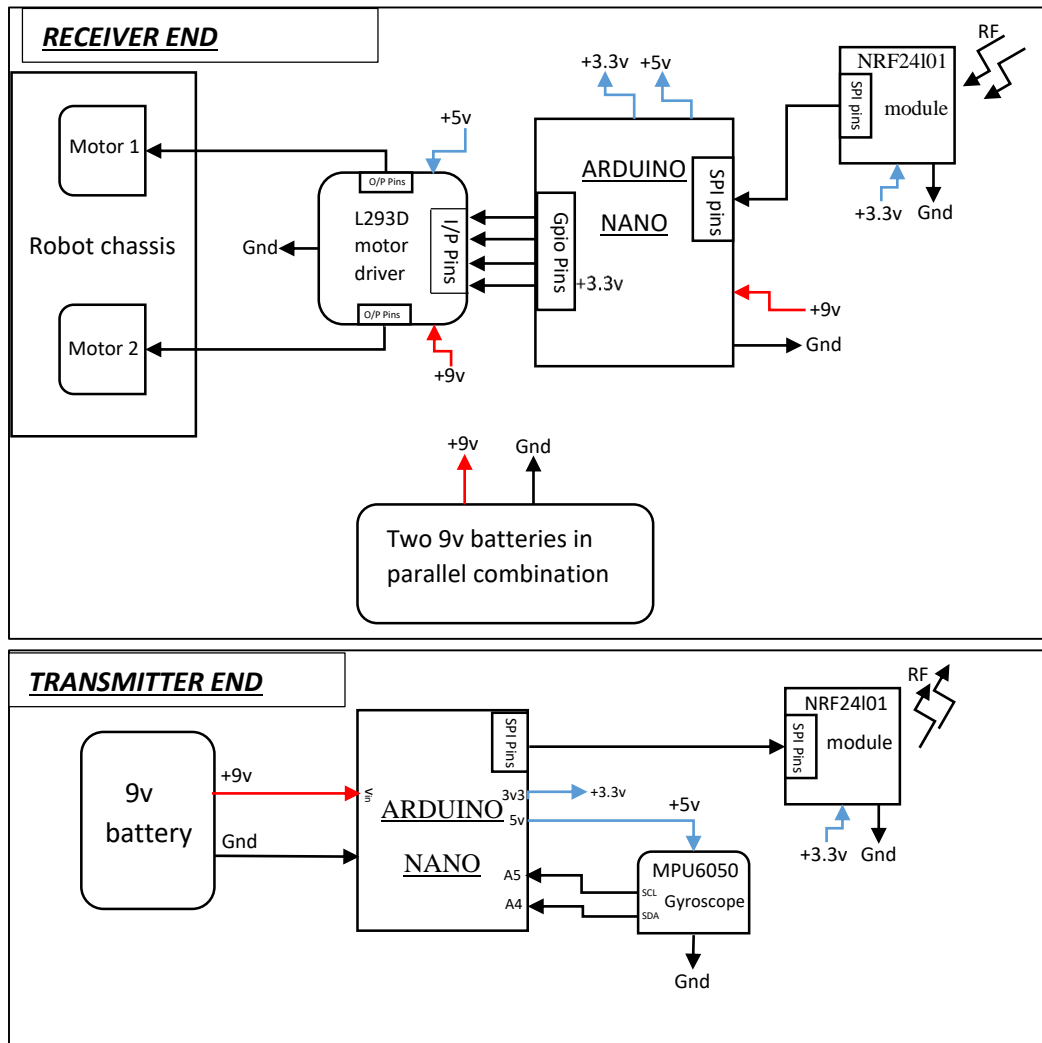 RECEIVER END
RF
+3.3v
+5v
NRF24l01
module
SPI pins
+3.3v
Gnd
Motor 1
Robot chassis
Motor 2
+5v
O/P Pins
L293D
motor
driver
I/P Pins
O/P Pins
Gnd
+9v
ARDUINO
NANO
SPI pins
Gpio Pins
+3.3v
+9v
Gnd
+9v
Gnd
Two 9v batteries in
parallel combination
TRANSMITTER END
RF
NRF24l01
module
SPI Pins
+3.3v
Gnd
9v
battery
+9v
Gnd
Vin
SPI Pins
ARDUINO
NANO
3v3
5v
A5
A4
+3.3v
+5v
MPU6050
Gyroscope
SCL
SDA
Gnd